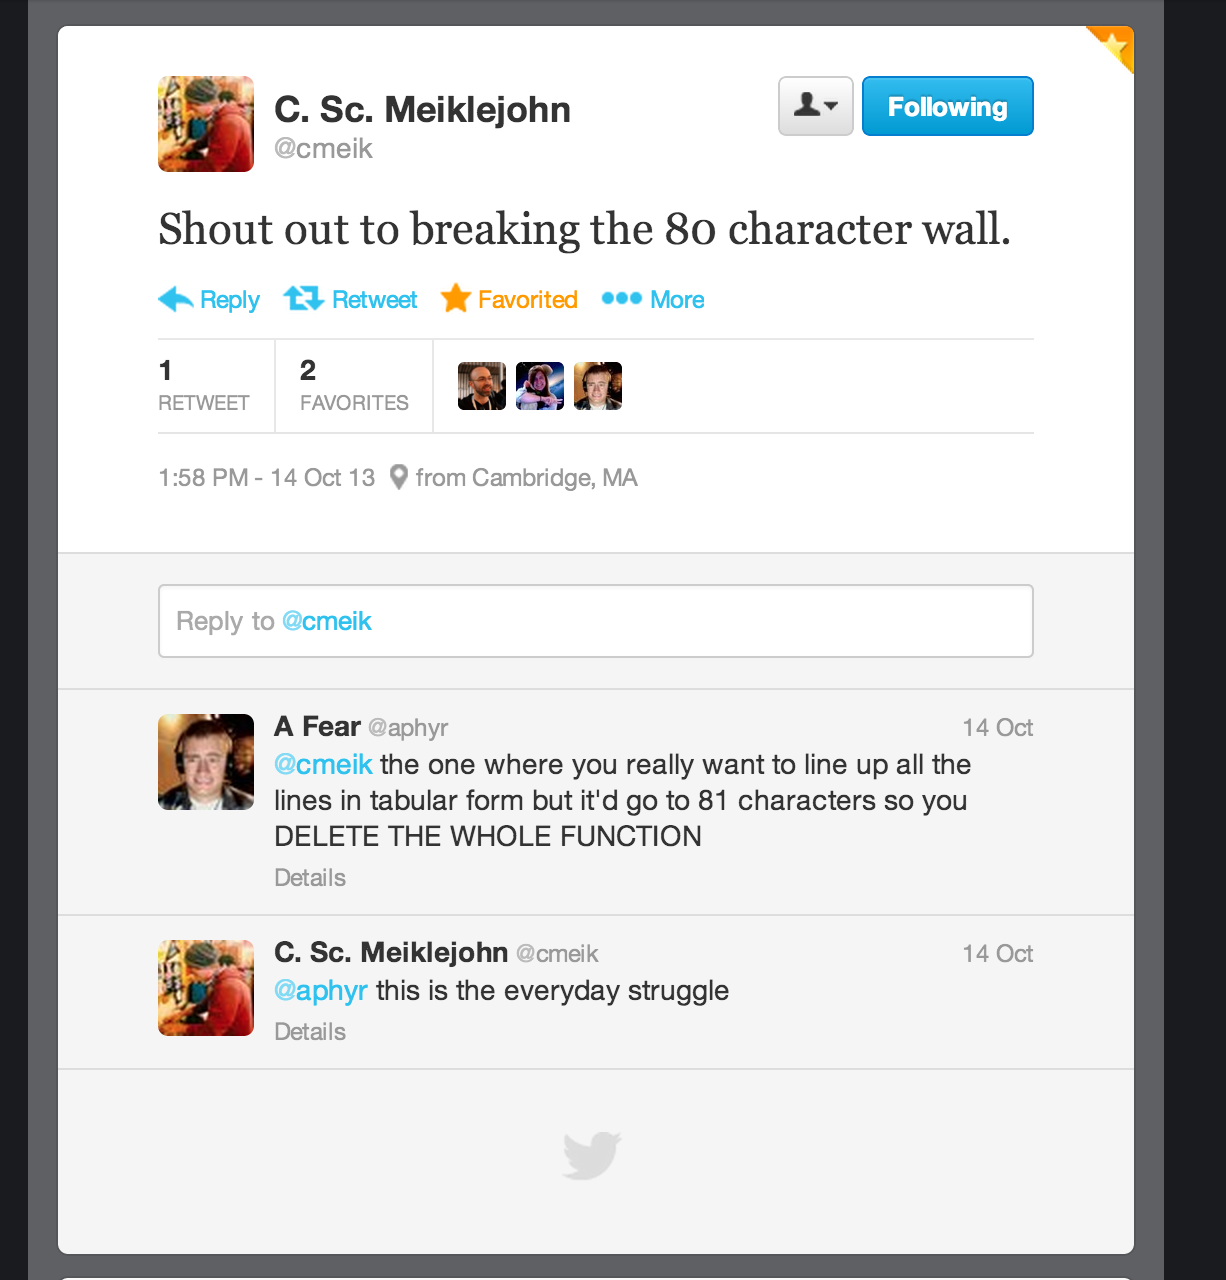 C. Sc. Meiklejohn
@cmeik
Following
Shout out to breaking the 80 character wall.
Reply Retweet Favorited More
1 RETWEET
2 FAVORITES
1:58 PM - 14 Oct 13 from Cambridge, MA
Reply to @cmeik
A Fear @aphyr 14 Oct
@cmeik the one where you really want to line up all the
lines in tabular form but it'd go to 81 characters so you
DELETE THE WHOLE FUNCTION
Details
C. Sc. Meiklejohn @cmeik 14 Oct
@aphyr this is the everyday struggle
Details